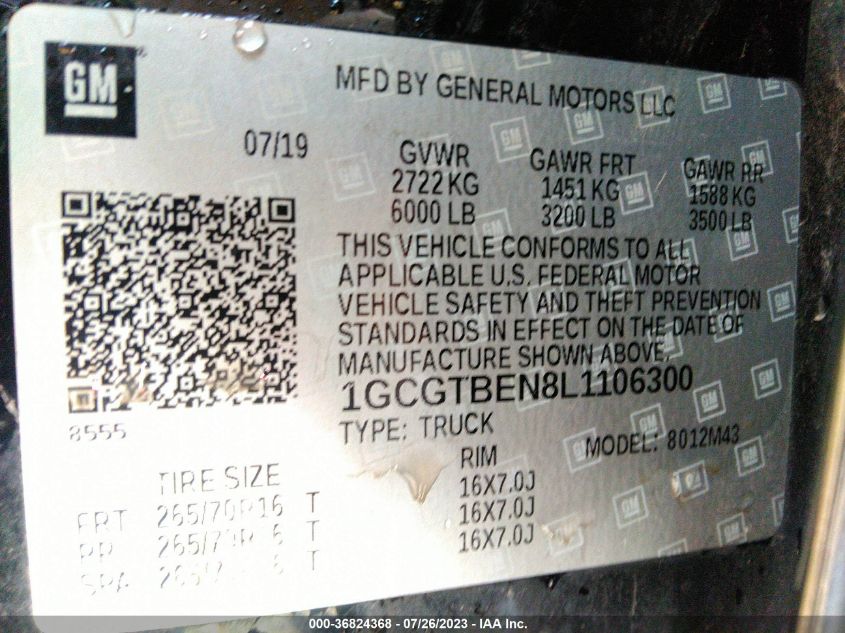 GM
MFD BY GENERAL MOTORS LLC
07/19
GVWR GAWR FRT GAWR RR
2722 KG 1451 KG 1588 KG
6000 LB 3200 LB 3500 LB
THIS VEHICLE CONFORMS TO ALL
APPLICABLE U.S. FEDERAL MOTOR
VEHICLE SAFETY AND THEFT PREVENTION
STANDARDS IN EFFECT ON THE DATE OF
MANUFACTURE SHOWN ABOVE.
1GCGTBEN8L1106300
8555
TYPE: TRUCK MODEL: 8012M43
TIRE SIZE RIM
FRT 265/70R16 T 16X7.0J
RR 265/70R16 T 16X7.0J
SPA T 16X7.0J
000-36824368 - 07/26/2023 - IAA Inc.